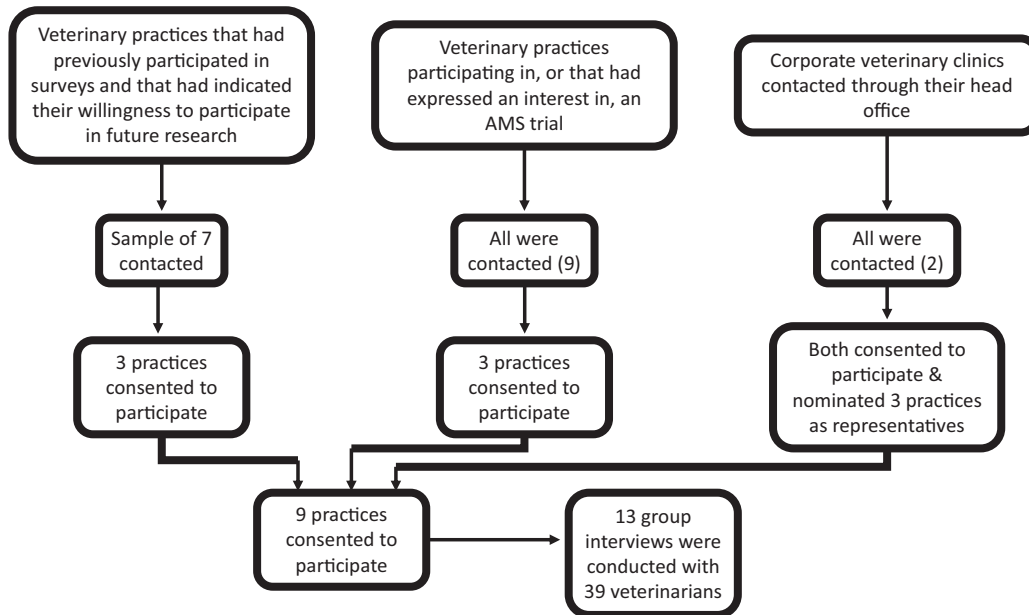 Veterinary practices that had
previously participated in
surveys and that had indicated
their willingness to participate
in future research
Veterinary practices
participating in, or that had
expressed an interest in, an
AMS trial
Corporate veterinary clinics
contacted through their head
office
Sample of 7
contacted
All were
contacted (9)
All were
contacted (2)
3 practices
consented to
participate
3 practices
consented to
participate
Both consented to
participate &
nominated 3 practices
as representatives
9 practices
consented to
participate
13 group
interviews were
conducted with
39 veterinarians